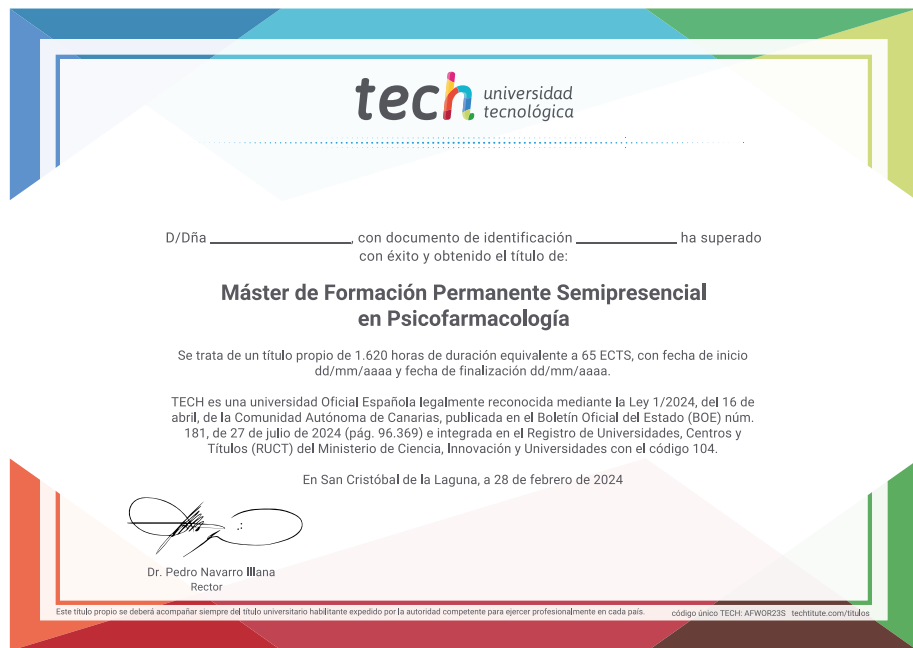 tech universidad
tecnológica
D/Dña ____________________, con documento de identificación ______________ ha superado
con éxito y obtenido el título de:
Máster de Formación Permanente Semipresencial
en Psicofarmacología
Se trata de un título propio de 1.620 horas de duración equivalente a 65 ECTS, con fecha de inicio
dd/mm/aaaa y fecha de finalización dd/mm/aaaa.
TECH es una universidad Oficial Española legalmente reconocida mediante la Ley 1/2024, del 16 de
abril, de la Comunidad Autónoma de Canarias, publicada en el Boletín Oficial del Estado (BOE) núm.
181, de 27 de julio de 2024 (pág. 96.369) e integrada en el Registro de Universidades, Centros y
Títulos (RUCT) del Ministerio de Ciencia, Innovación y Universidades con el código 104.
En San Cristóbal de la Laguna, a 28 de febrero de 2024
Dr. Pedro Navarro Illana
Rector
Este título propio se deberá acompañar siempre del título universitario habilitante expedido por la autoridad competente para ejercer profesionalmente en cada país. código único TECH: AFWOR23S techtitute.com/titulos